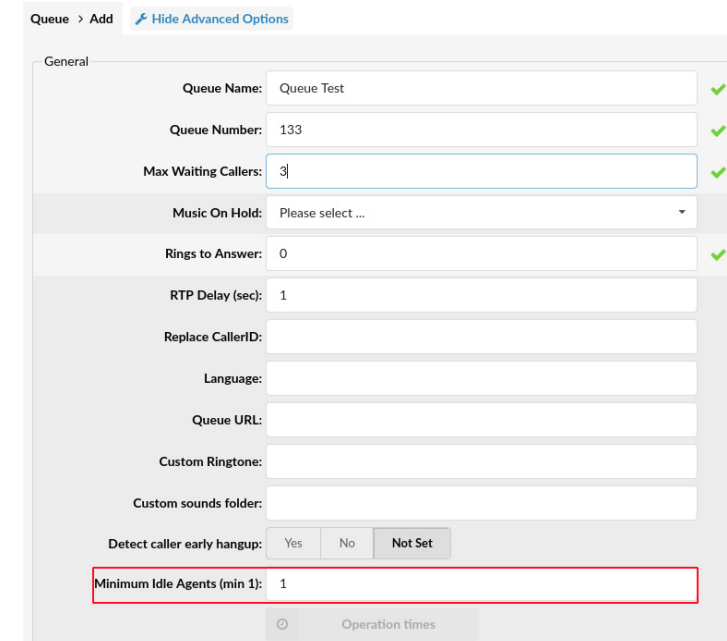 Queue > Add Hide Advanced Options
General
Queue Name: Queue Test
Queue Number: 133
Max Waiting Callers: 3
Music On Hold: Please select ...
Rings to Answer: 0
RTP Delay (sec): 1
Replace CallerID:
Language:
Queue URL:
Custom Ringtone:
Custom sounds folder:
Detect caller early hangup: Yes No Not Set
Minimum Idle Agents (min 1): 1
Operation times